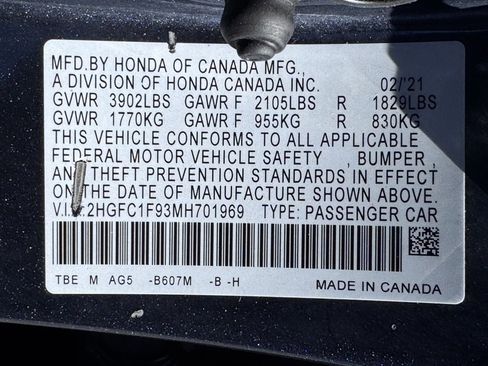 MFD.BY HONDA OF CANADA MFG.,
A DIVISION OF HONDA CANADA INC. 02/'21
GVWR 3902LBS GAWR F 2105LBS R 1829LBS
GVWR 1770KG GAWR F 955KG R 830KG
THIS VEHICLE CONFORMS TO ALL APPLICABLE
FEDERAL MOTOR VEHICLE SAFETY , BUMPER ,
AND THEFT PREVENTION STANDARDS IN EFFECT
ON THE DATE OF MANUFACTURE SHOWN ABOVE.
V.I.N.: 2HGFC1F93MH701969 TYPE: PASSENGER CAR
TBE M AG5 -B607M -B -H
MADE IN CANADA